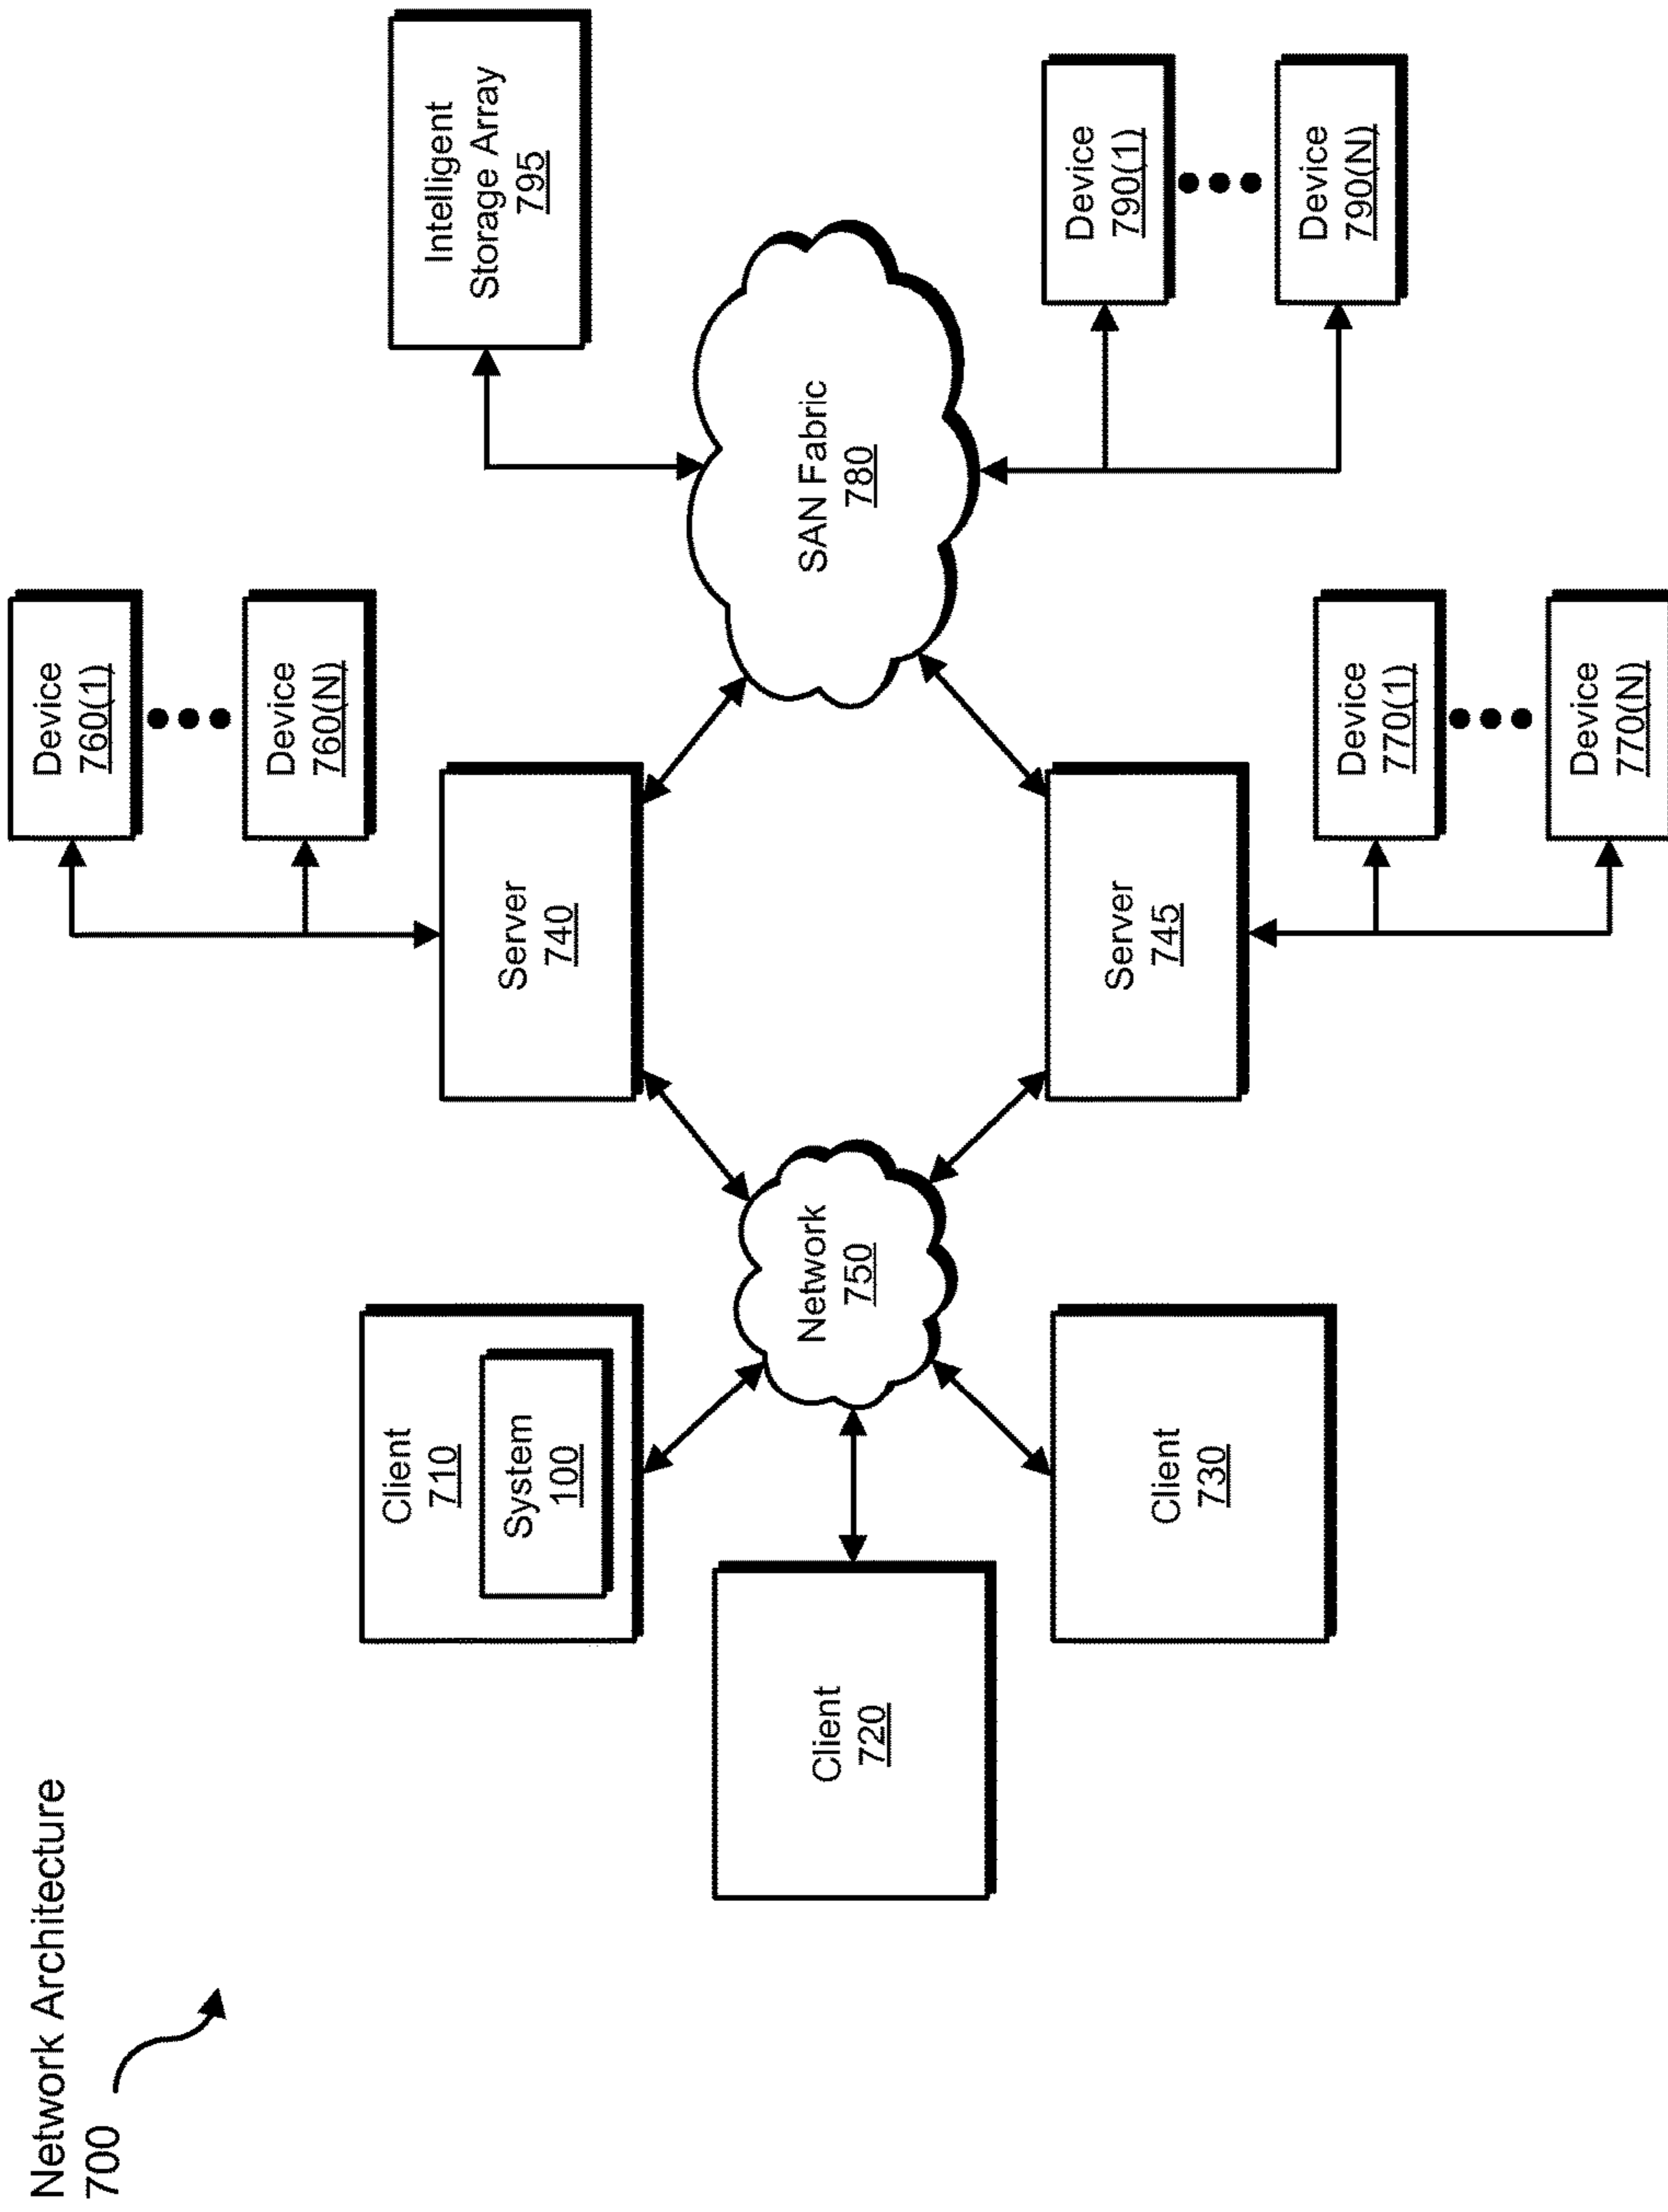 Network Architecture
700
Client
710
System
100
Client
720
Client
730
Network
750
Server
740
Server
745
Device
760(1)
Device
760(N)
Device
770(1)
Device
770(N)
SAN Fabric
780
Intelligent
Storage Array
795
Device
790(1)
Device
790(N)